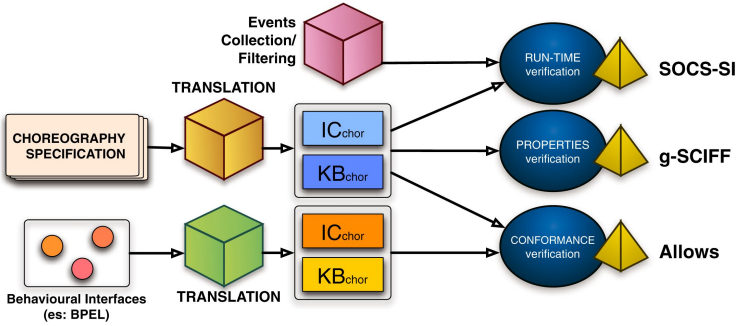 Events
Collection/
Filtering
RUN-TIME
verification
SOCS-SI
TRANSLATION
CHOREOGRAPHY
SPECIFICATION
ICchor
KBchor
PROPERTIES
verification
g-SCIFF
ICchor
KBchor
CONFORMANCE
verification
Allows
Behavioural Interfaces
(es: BPEL)
TRANSLATION